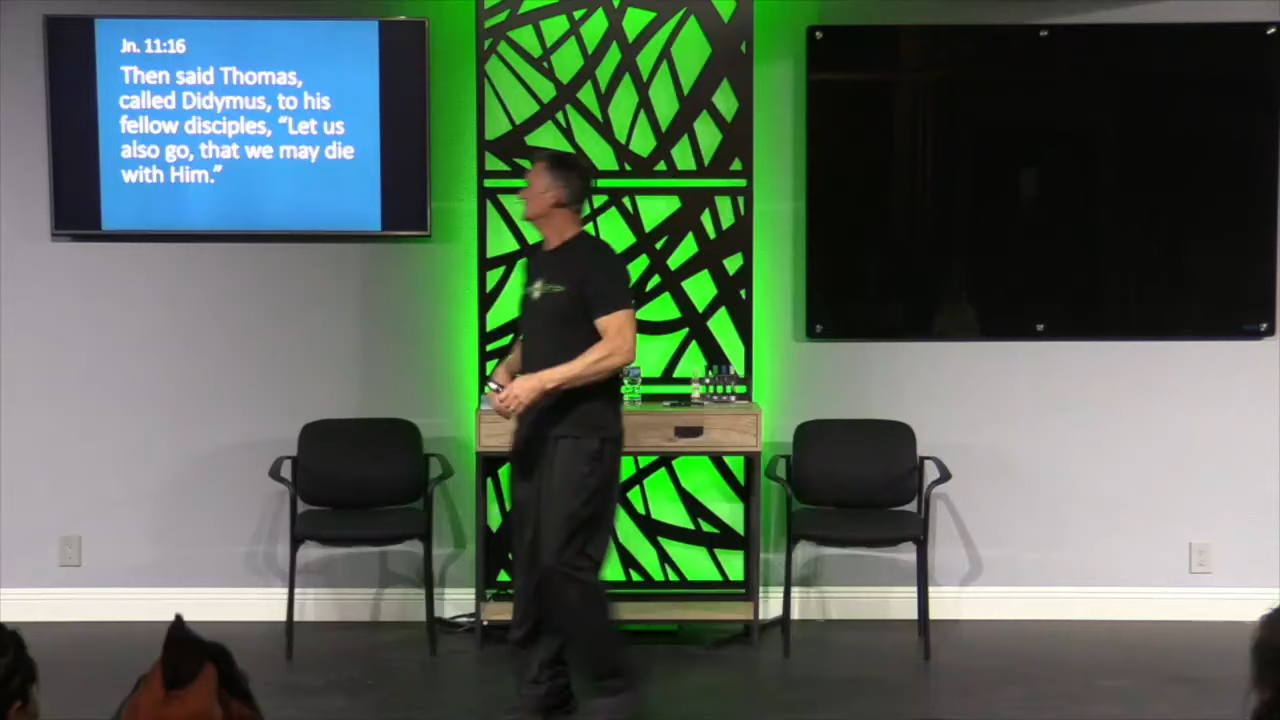 Jn. 11:16
Then said Thomas,
called Didymus, to his
fellow disciples, “Let us
also go, that we may die
with Him.”